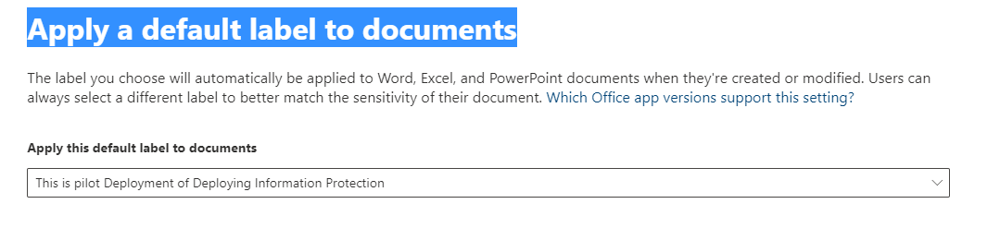 Apply a default label to documents
The label you choose will automatically be applied to Word, Excel, and PowerPoint documents when they're created or modified. Users can
always select a different label to better match the sensitivity of their document. Which Office app versions support this setting?
Apply this default label to documents
This is pilot Deployment of Deploying Information Protection